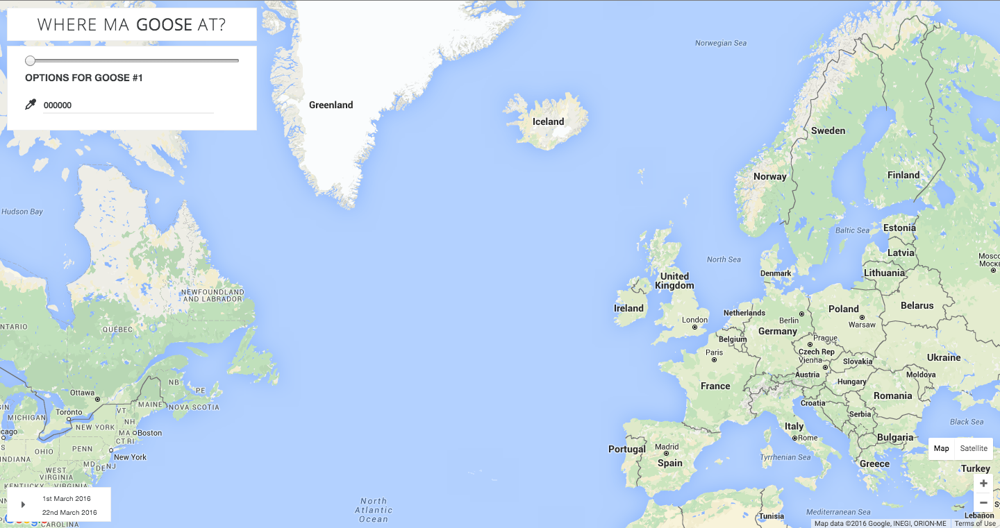 WHERE MA GOOSE AT?
OPTIONS FOR GOOSE #1
000000
Greenland
Iceland
Norwegian Sea
Sweden
Norway
Finland
Hudson Bay
Baltic Sea
Estonia
Latvia
Lithuania
North Sea
Denmark
Mosco
Моск
United
Kingdom
Ireland
London
Netherlands
Berlin
Germany
Poland
Warsaw
Belarus
Belgium
Paris
Prague
Czech Rep
Vienna
Slovakia
Ukraine
Austria
Hungary
Moldova
France
Romania
Croatia
Serbia
Black Sea
Italy
Rome
Bulgaria
Portugal
Madrid
Spain
Tyrrhenian Sea
Greece
Turkey
NEWFOUNDLAND
AND LABRADOR
NTARIO
QUÉBEC
NB
PE
Ottawa
MAINE
NOVA SCOTIA
MICHIGAN
Toronto
VT
NH
NEW YORK
MA
Boston
CT
RI
cago
OHIO
PENN
New York
INDIANA
MD
DE
NJ
WEST
VIRGINIA
KENTUCKY
VIRGINIA
CAROLINA
1st March 2016
22nd March 2016
North
Atlantic
Ocean
Tunisia
Mediterranean Sea
Lebanon
Map
Satellite
Map data ©2016 Google, INEGI, ORION-ME
Terms of Use